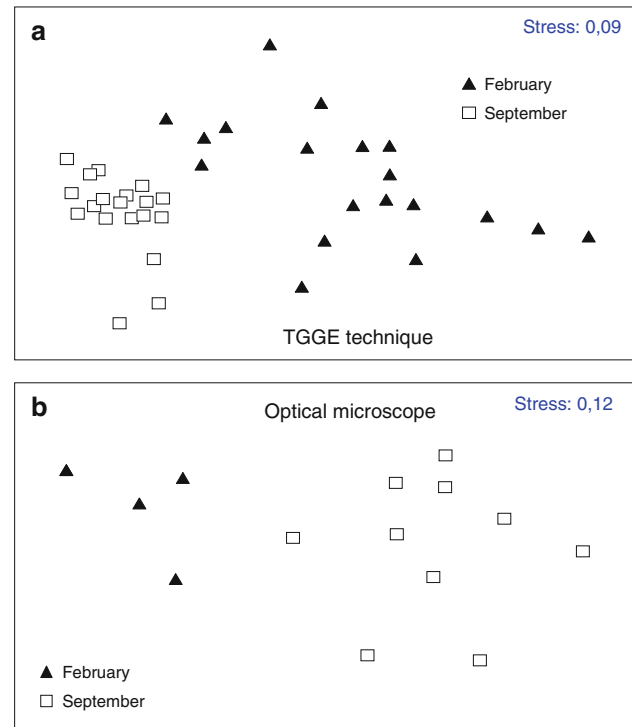 a
Stress: 0,09
February
September
TGGE technique
b
Optical microscope
Stress: 0,12
February
September